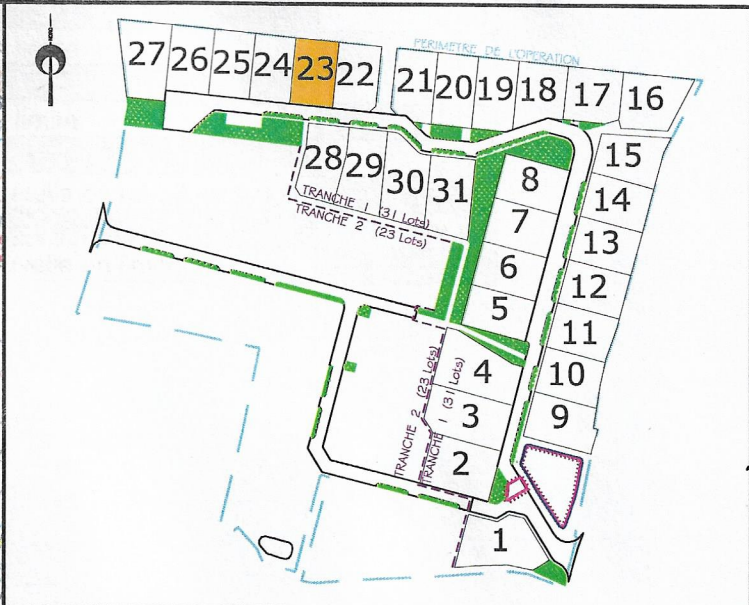 PERIMETRE DE L'OPERATION
27 26 25 24 23 22 21 20 19 18 17 16
28 29 30 31
TRANCHE 1 (31 Lots)
TRANCHE 2 (23 Lots)
15
8
14
7
13
6
12
5
11
4
10
3
9
2
TRANCHE 2 (23 Lots)
TRANCHE 1 (31 Lots)
1